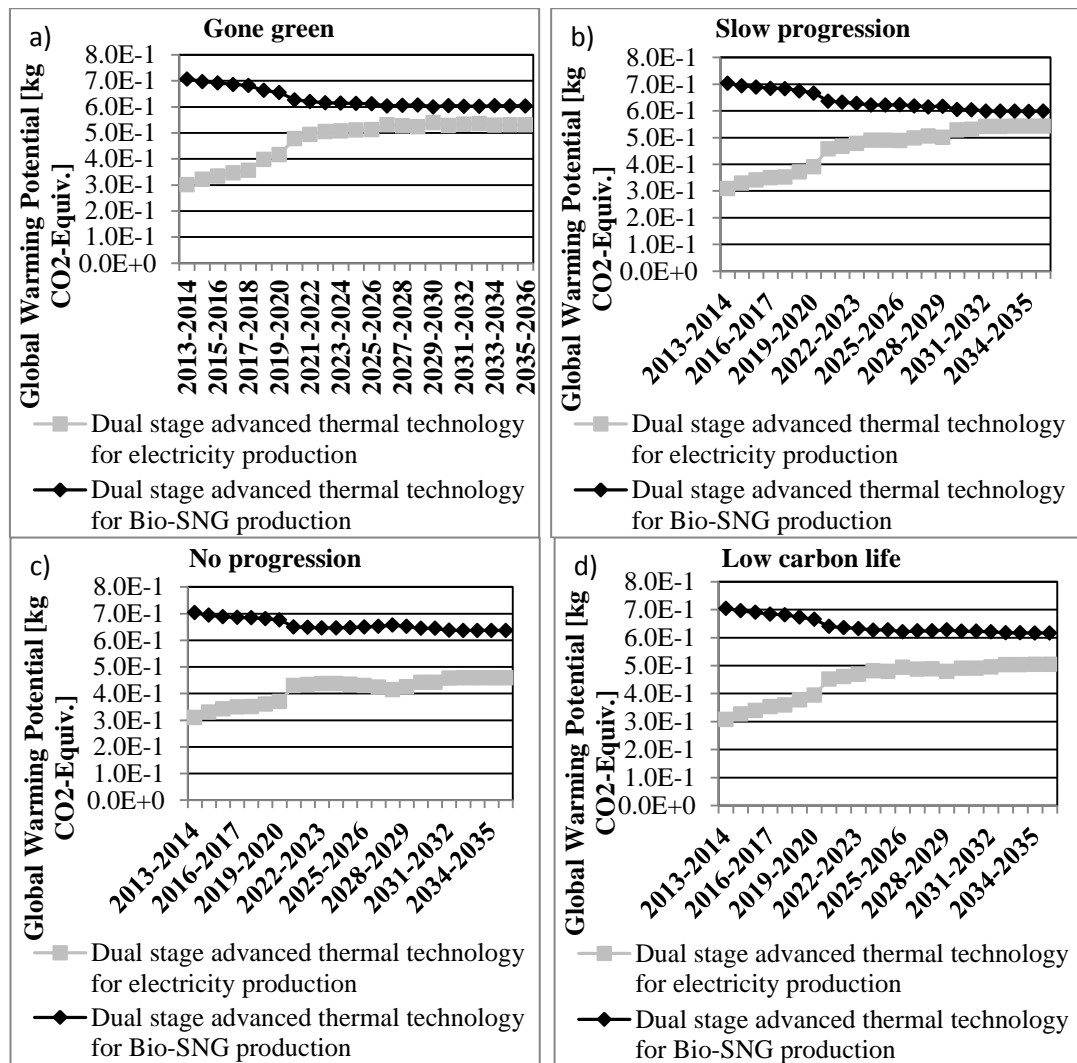 a)
Gone green
Global Warming Potential [kg
CO2-Equiv.]
8.0E-1
7.0E-1
6.0E-1
5.0E-1
4.0E-1
3.0E-1
2.0E-1
1.0E-1
0.0E+0
2013-2014
2015-2016
2017-2018
2019-2020
2021-2022
2023-2024
2025-2026
2027-2028
2029-2030
2031-2032
2033-2034
2035-2036
Dual stage advanced thermal technology
for electricity production
Dual stage advanced thermal technology
for Bio-SNG production
b)
Slow progression
Global Warming Potential [kg
CO2-Equiv.]
8.0E-1
7.0E-1
6.0E-1
5.0E-1
4.0E-1
3.0E-1
2.0E-1
1.0E-1
0.0E+0
2013-2014
2016-2017
2019-2020
2022-2023
2025-2026
2028-2029
2031-2032
2034-2035
Dual stage advanced thermal technology
for electricity production
Dual stage advanced thermal technology
for Bio-SNG production
c)
No progression
Global Warming Potential [kg
CO2-Equiv.]
8.0E-1
7.0E-1
6.0E-1
5.0E-1
4.0E-1
3.0E-1
2.0E-1
1.0E-1
0.0E+0
2013-2014
2016-2017
2019-2020
2022-2023
2025-2026
2028-2029
2031-2032
2034-2035
Dual stage advanced thermal technology
for electricity production
Dual stage advanced thermal technology
for Bio-SNG production
d)
Low carbon life
Global Warming Potential [kg
CO2-Equiv.]
8.0E-1
7.0E-1
6.0E-1
5.0E-1
4.0E-1
3.0E-1
2.0E-1
1.0E-1
0.0E+0
2013-2014
2016-2017
2019-2020
2022-2023
2025-2026
2028-2029
2031-2032
2034-2035
Dual stage advanced thermal technology
for electricity production
Dual stage advanced thermal technology
for Bio-SNG production